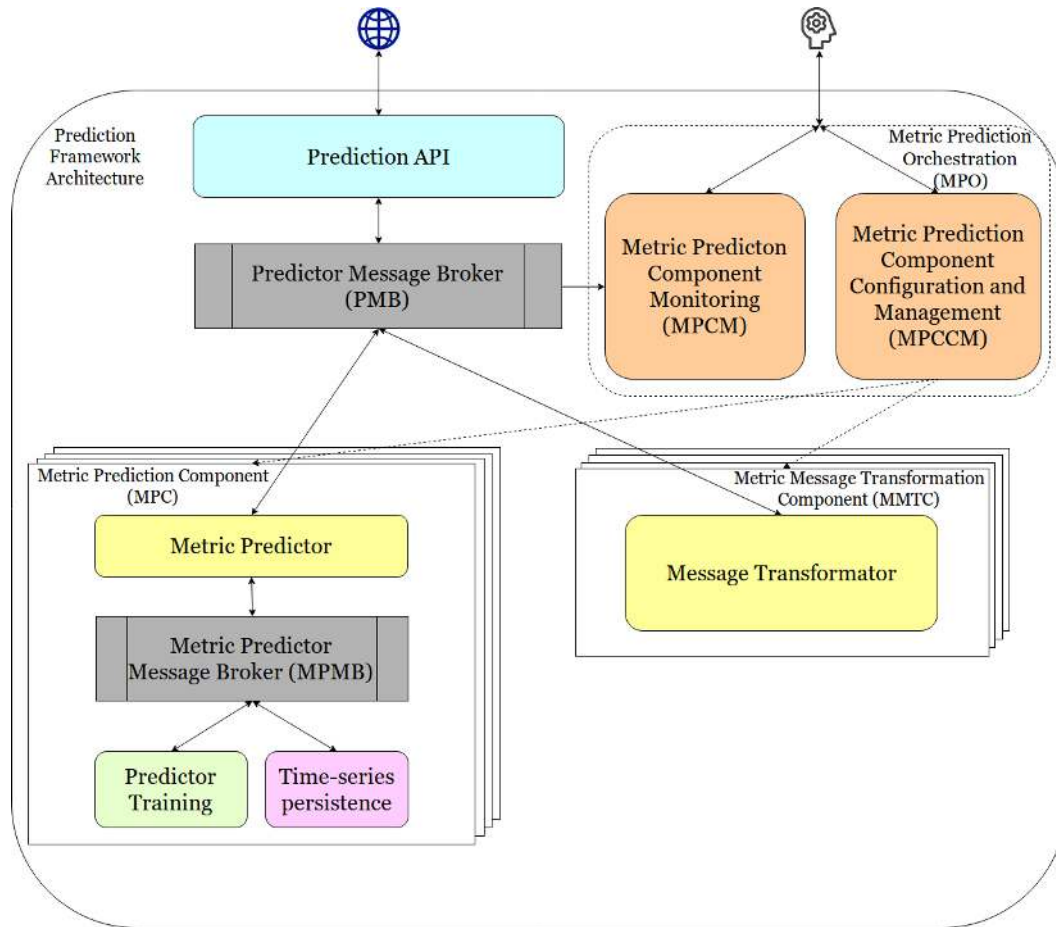 Prediction
Framework
Architecture
Prediction API
Metric Prediction
Orchestration
(MPO)
Predictor Message Broker
(PMB)
Metric Predicton
Component
Monitoring
(MPCM)
Metric Prediction
Component
Configuration and
Management
(MPCCM)
Metric Prediction Component
(MPC)
Metric Predictor
Metric Predictor
Message Broker (MPMB)
Predictor
Training
Time-series
persistence
Metric Message Transformation
Component (MMTC)
Message Transformator